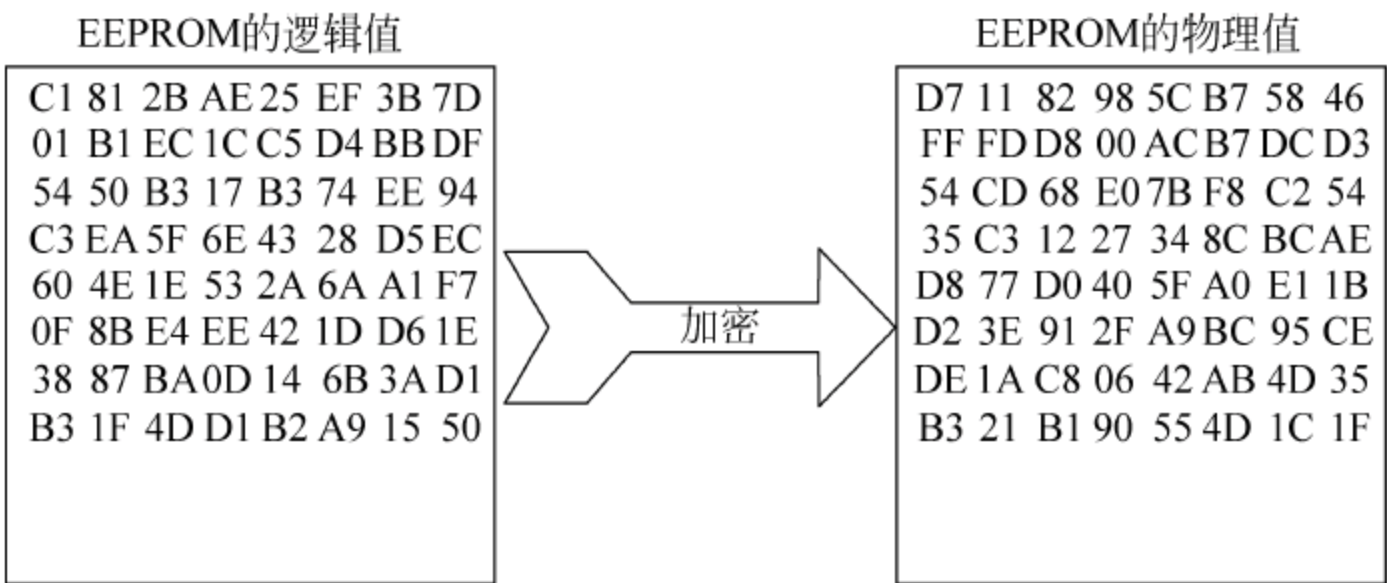 EEPROM的逻辑值
C1 81 2B AE 25 EF 3B 7D
01 B1 EC 1C C5 D4 BB DF
54 50 B3 17 B3 74 EE 94
C3 EA 5F 6E 43 28 D5 EC
60 4E 1E 53 2A 6A A1 F7
0F 8B E4 EE 42 1D D6 1E
38 87 BA 0D 14 6B 3A D1
B3 1F 4D D1 B2 A9 15 50
加密
EEPROM的物理值
D7 11 82 98 5C B7 58 46
FF FD D8 00 AC B7 DC D3
54 CD 68 E0 7B F8 C2 54
35 C3 12 27 34 8C BC AE
D8 77 D0 40 5F A0 E1 1B
D2 3E 91 2F A9 BC 95 CE
DE 1A C8 06 42 AB 4D 35
B3 21 B1 90 55 4D 1C 1F